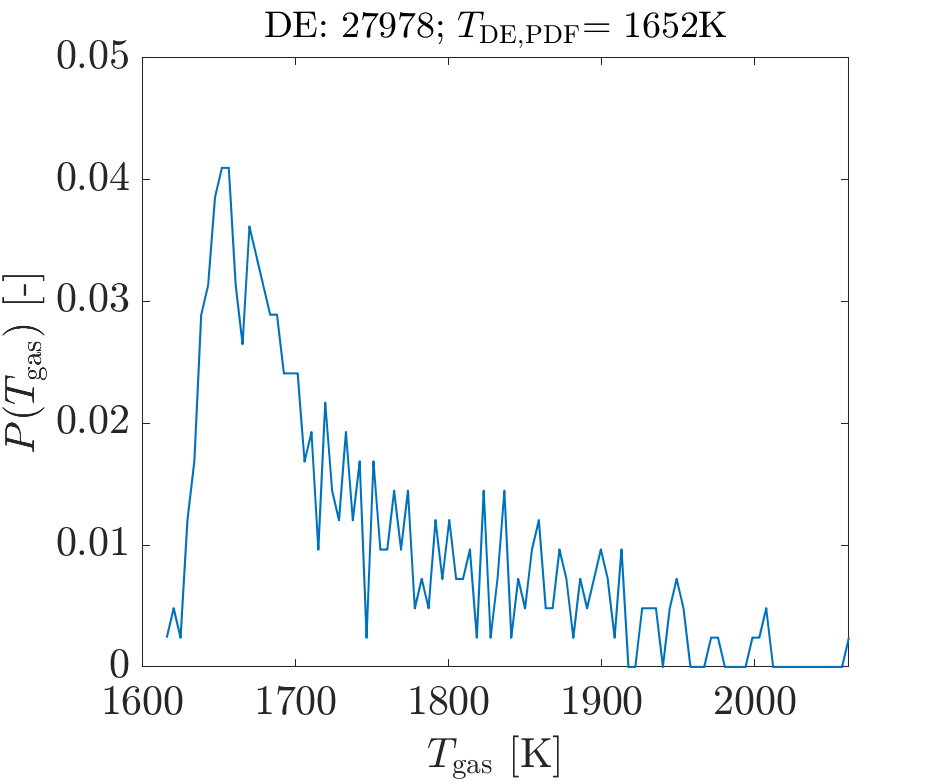 DE: 27978; T_DE,PDF= 1652K
0.05
0.04
0.03
0.02
0.01
0
P(T_gas) [-]
1600 1700 1800 1900 2000
T_gas [K]